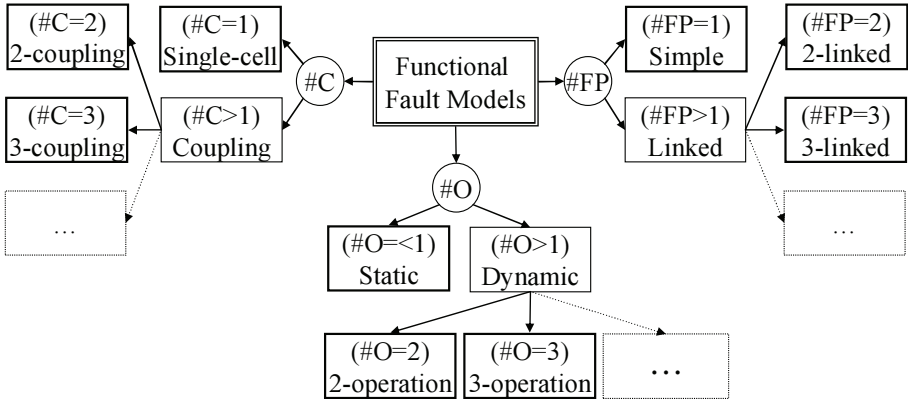 (#C=2)
2-coupling
(#C=1)
Single-cell
#C
Functional
Fault Models
#FP
(#FP=1)
Simple
(#FP=2)
2-linked
(#C=3)
3-coupling
(#C>1)
Coupling
(#FP>1)
Linked
(#FP=3)
3-linked
...
#O
...
(#O=<1)
Static
(#O>1)
Dynamic
(#O=2)
2-operation
(#O=3)
3-operation
...